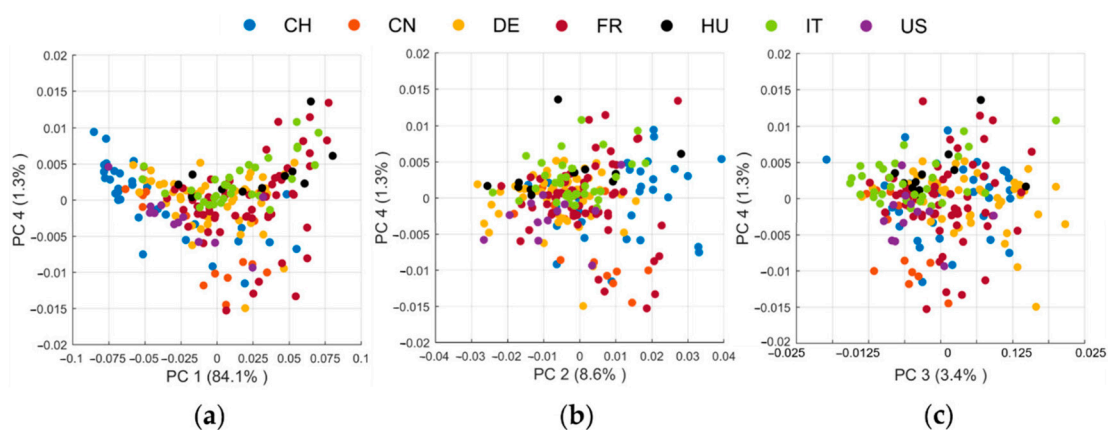 CH CN DE FR HU IT US
0.02
0.015
0.01
0.005
0
−0.005
−0.01
−0.015
−0.02
PC 4 (1.3%)
−0.1 −0.075 −0.05 −0.025 0 0.025 0.05 0.075 0.1
PC 1 (84.1% )
(a)
0.02
0.015
0.01
0.005
0
−0.005
−0.01
−0.015
−0.02
PC 4 (1.3%)
−0.04 −0.03 −0.02 −0.01 0 0.01 0.02 0.03 0.04
PC 2 (8.6% )
(b)
0.02
0.015
0.01
0.005
0
−0.005
−0.01
−0.015
−0.02
PC 4 (1.3%)
−0.025 −0.0125 0 0.125 0.025
PC 3 (3.4% )
(c)